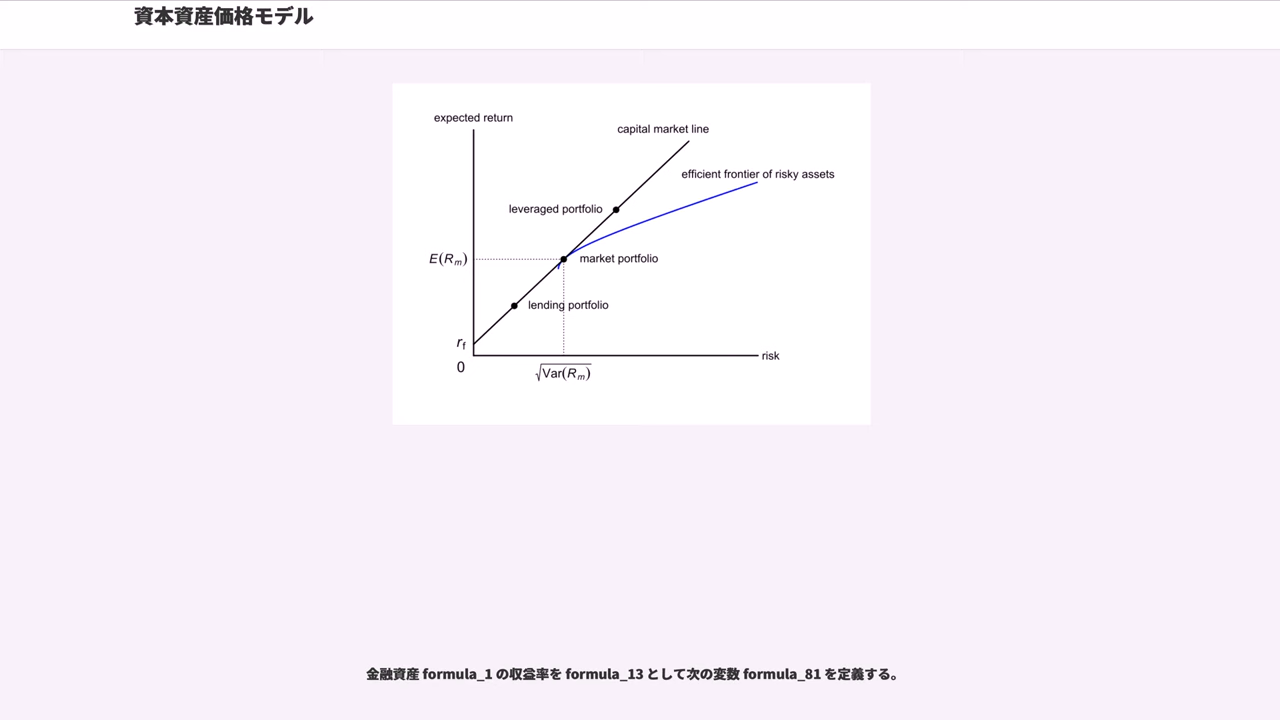 資本資産価格モデル
expected return
capital market line
efficient frontier of risky assets
leveraged portfolio
E(Rm)
market portfolio
lending portfolio
rf
risk
0
√Var(Rm)
金融資産 formula_1 の収益率を formula_13 として次の変数 formula_81 を定義する。